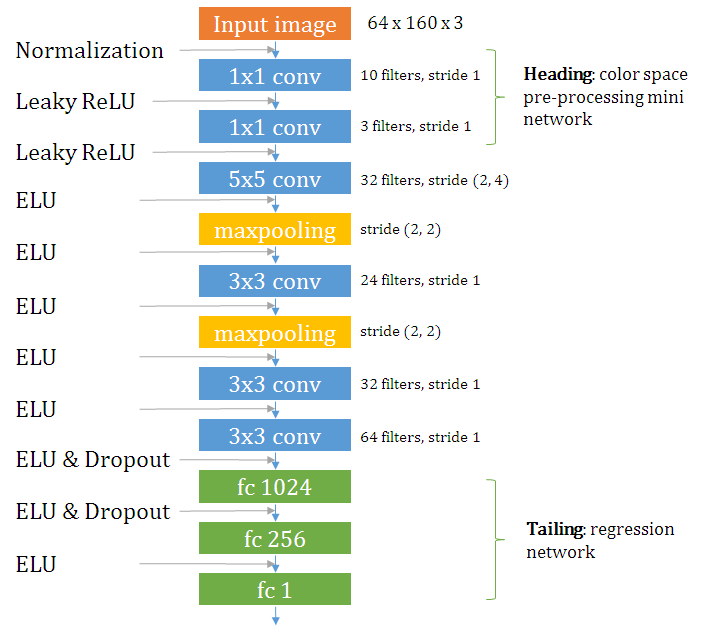 Input image
64 x 160 x 3
Normalization
1x1 conv
10 filters, stride 1
Heading: color space
pre-processing mini
network
Leaky ReLU
1x1 conv
3 filters, stride 1
Leaky ReLU
5x5 conv
32 filters, stride (2, 4)
ELU
maxpooling
stride (2, 2)
ELU
3x3 conv
24 filters, stride 1
ELU
maxpooling
stride (2, 2)
ELU
3x3 conv
32 filters, stride 1
ELU
3x3 conv
64 filters, stride 1
ELU & Dropout
fc 1024
ELU & Dropout
fc 256
Tailing: regression
network
ELU
fc 1